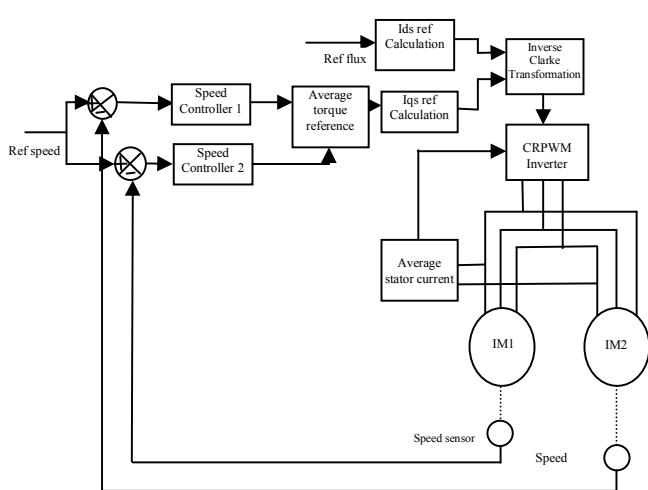 Ids ref
Calculation
Ref flux
Inverse
Clarke
Transformation
Speed
Controller 1
Average
torque
reference
Iqs ref
Calculation
Ref speed
Speed
Controller 2
CRPWM
Inverter
Average
stator current
IM1
IM2
Speed sensor
Speed